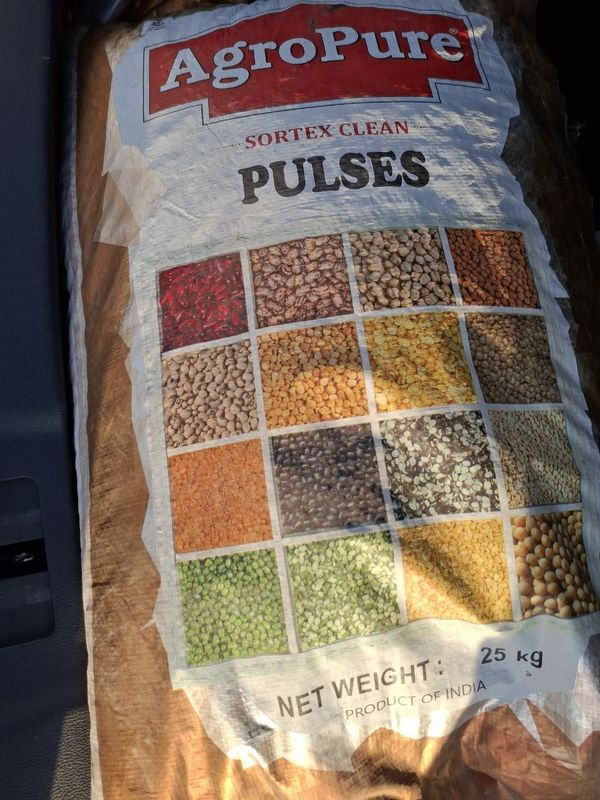 AgroPure®
SORTEX CLEAN
PULSES
NET WEIGHT: 25 kg
PRODUCT OF INDIA